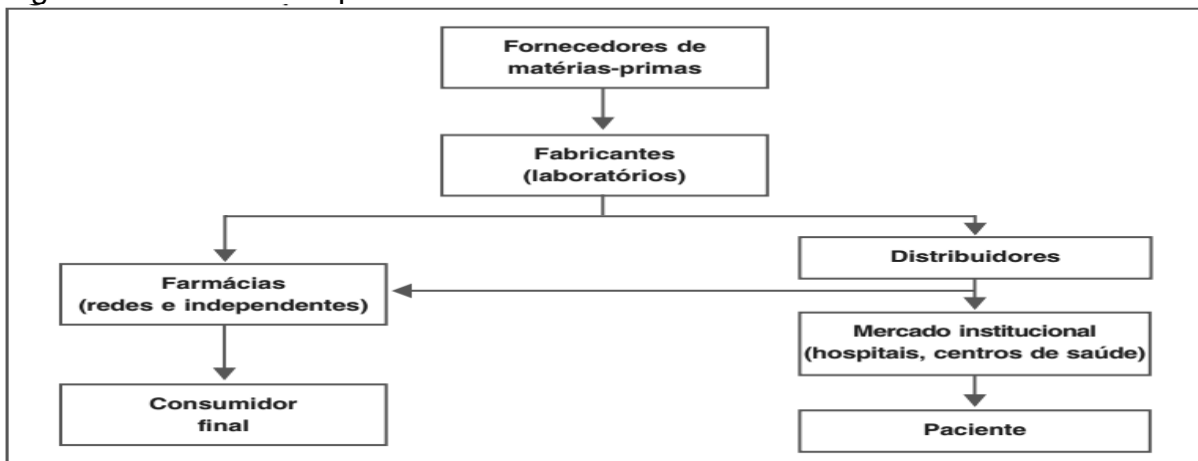 Fornecedores de
matérias-primas
Fabricantes
(laboratórios)
Distribuidores
Farmácias
(redes e independentes)
Mercado institucional
(hospitais, centros de saúde)
Consumidor
final
Paciente